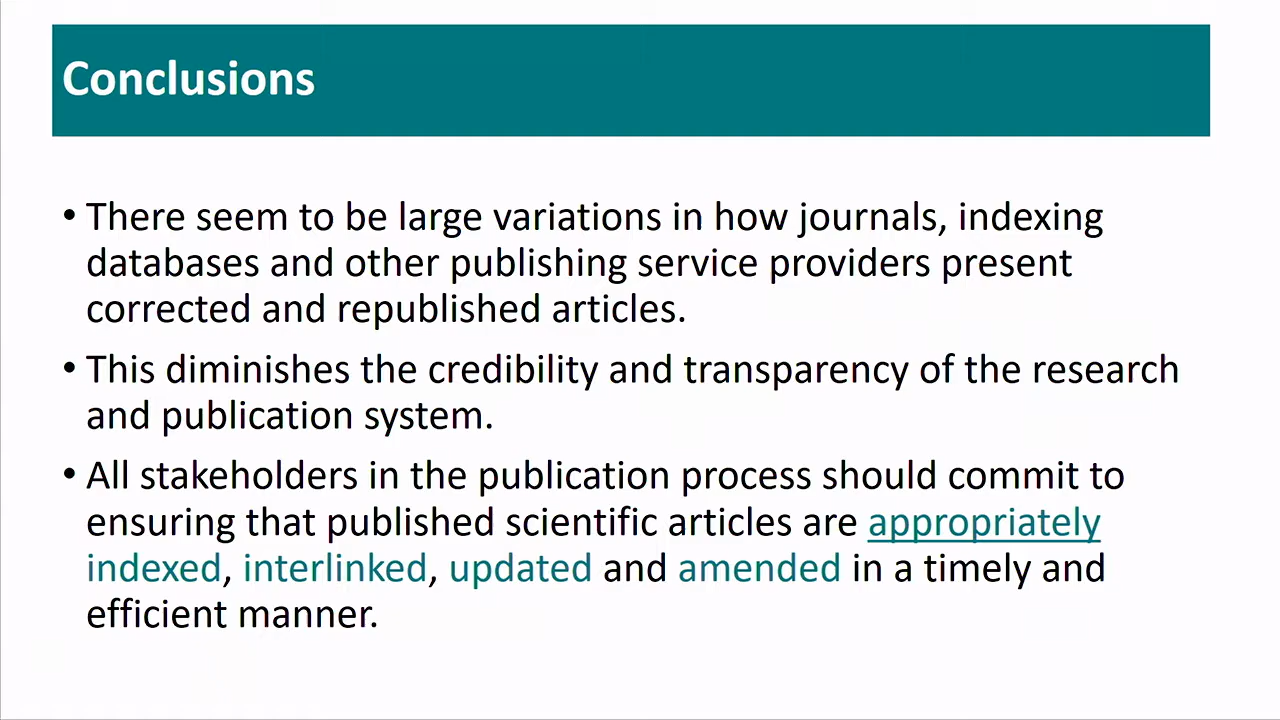 Conclusions
• There seem to be large variations in how journals, indexing
databases and other publishing service providers present
corrected and republished articles.
• This diminishes the credibility and transparency of the research
and publication system.
• All stakeholders in the publication process should commit to
ensuring that published scientific articles are appropriately
indexed, interlinked, updated and amended in a timely and
efficient manner.